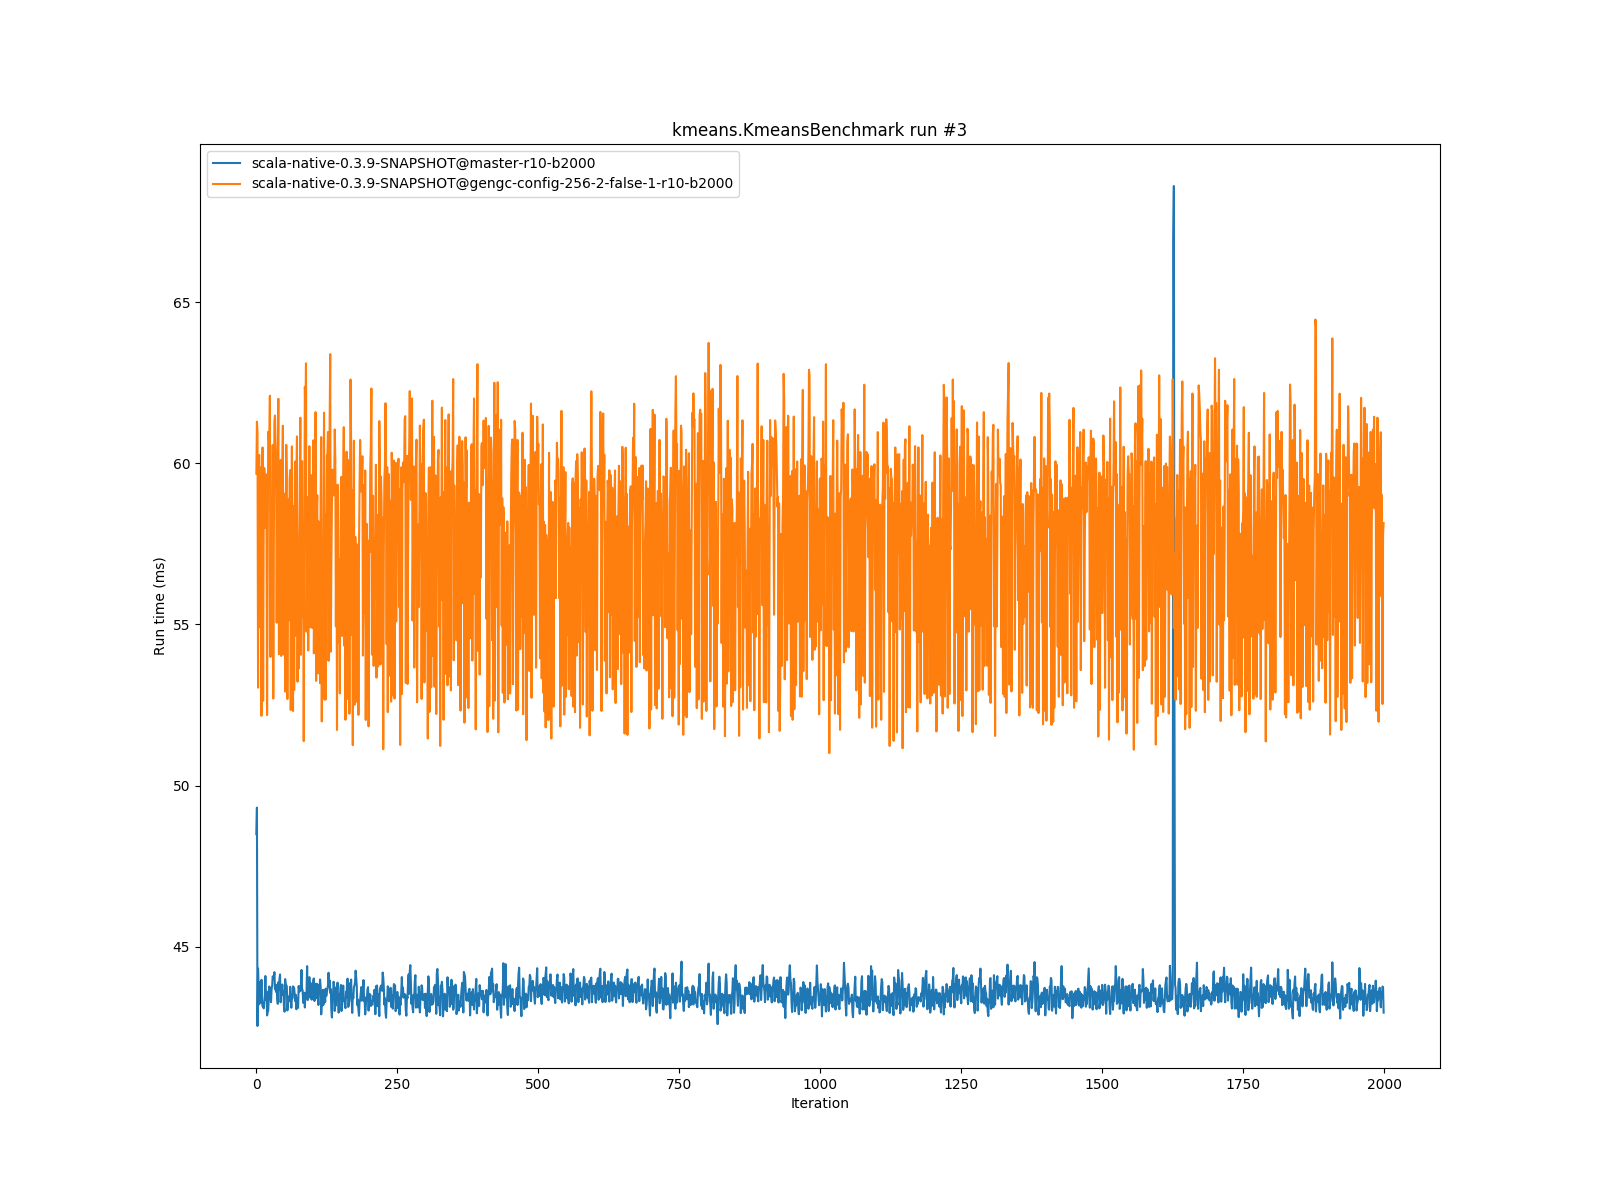 kmeans.KmeansBenchmark run #3
scala-native-0.3.9-SNAPSHOT@master-r10-b2000
scala-native-0.3.9-SNAPSHOT@gengc-config-256-2-false-1-r10-b2000
65
60
55
50
45
Run time (ms)
0 250 500 750 1000 1250 1500 1750 2000
Iteration